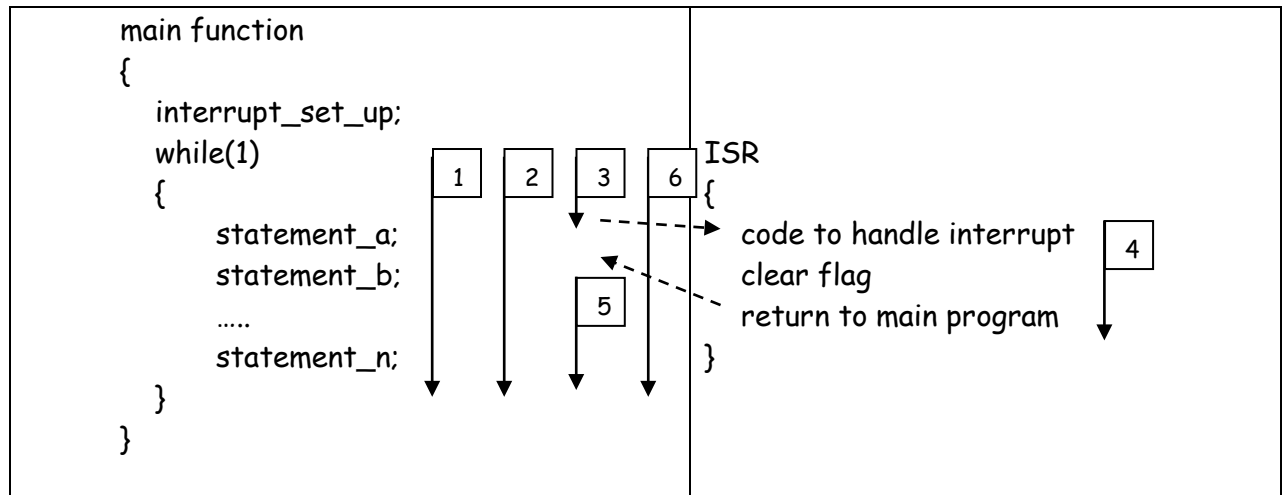 main function
{
interrupt_set_up;
while(1)
{
statement_a;
statement_b;
.....
statement_n;
}
}
1
2
3
6
5
ISR
{
code to handle interrupt
clear flag
return to main program
}
4